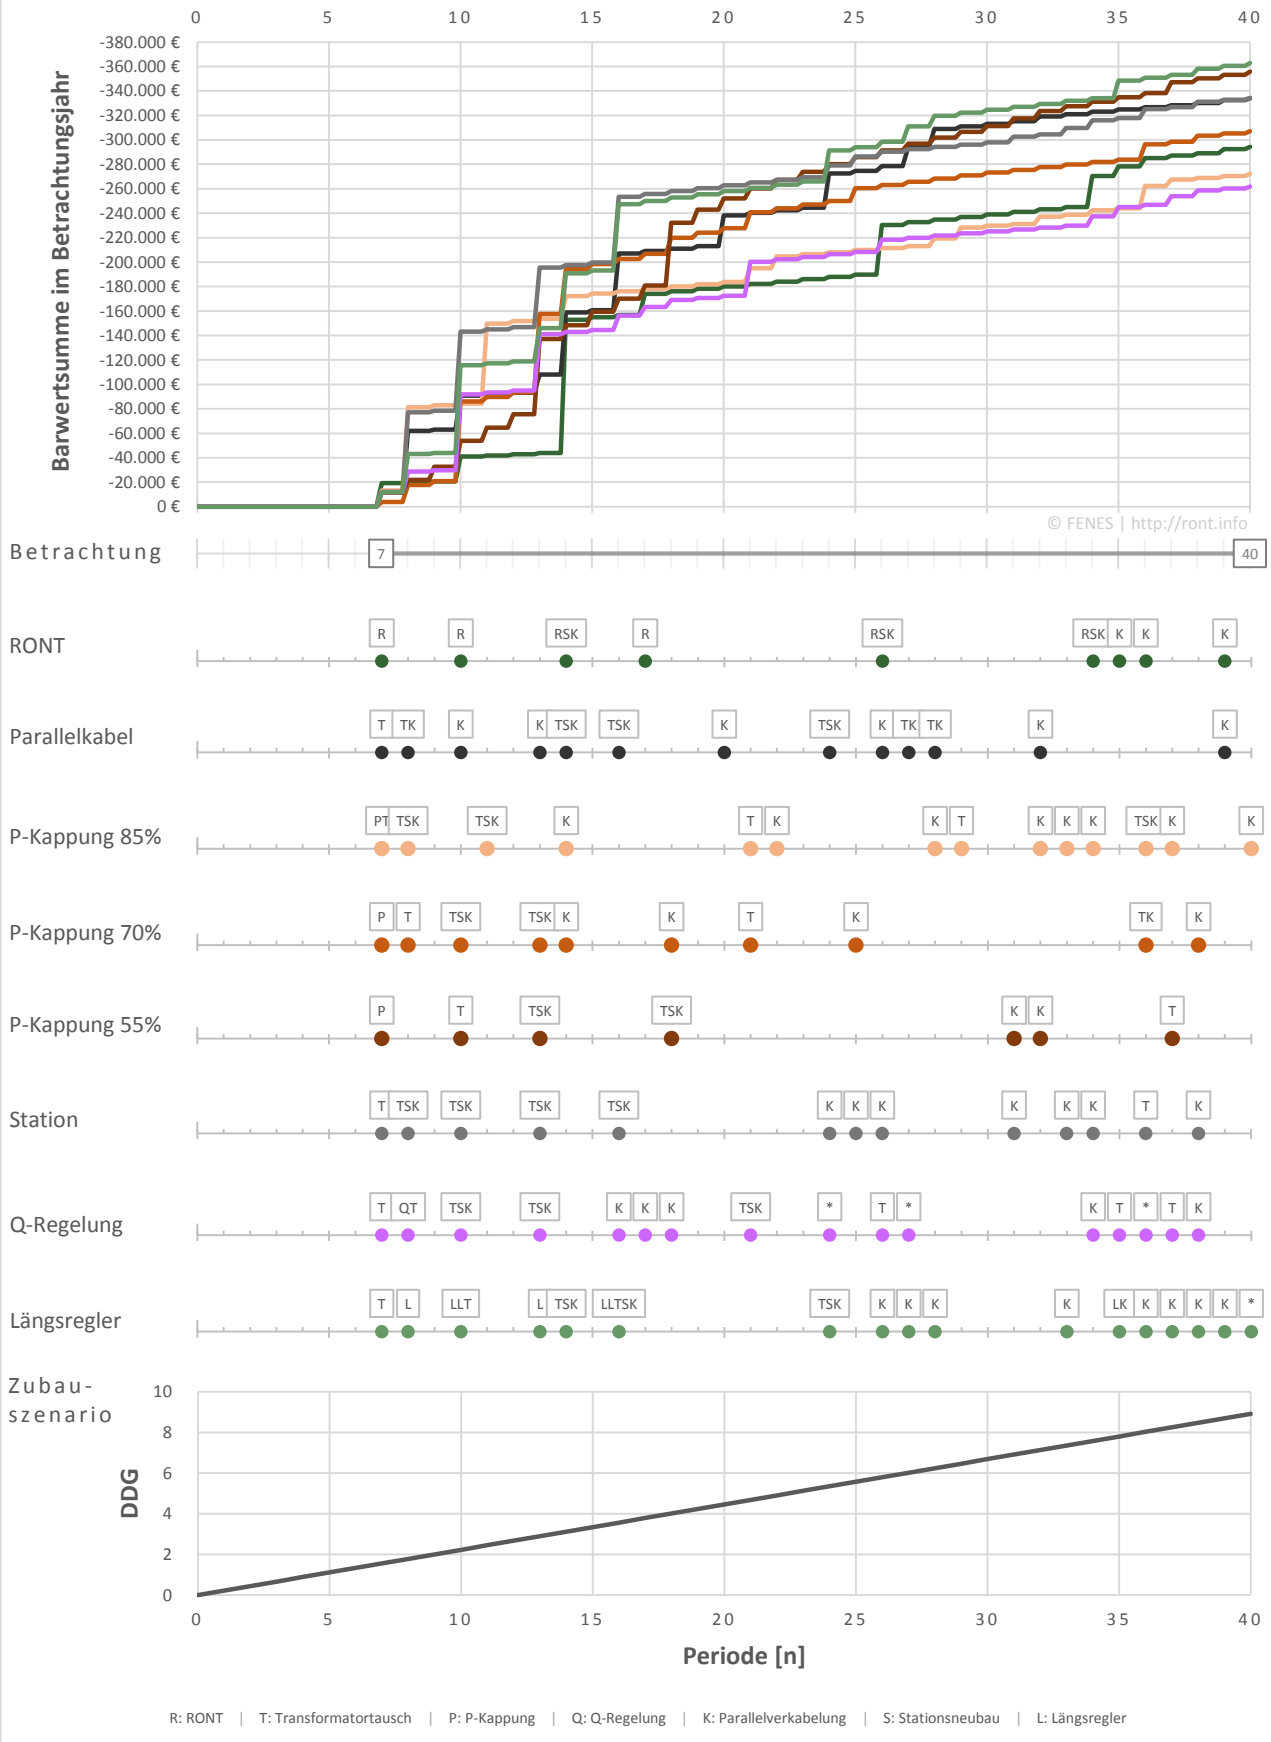 0 5 10 15 20 25 30 35 40
Barwertsumme im Betrachtungsjahr
-380.000 €
-360.000 €
-340.000 €
-320.000 €
-300.000 €
-280.000 €
-260.000 €
-240.000 €
-220.000 €
-200.000 €
-180.000 €
-160.000 €
-140.000 €
-120.000 €
-100.000 €
-80.000 €
-60.000 €
-40.000 €
-20.000 €
0 €
© FENES | http://ront.info
Betrachtung 7 40
RONT R R RSK R RSK RSK K K K
Parallelkabel T TK K K TSK TSK K TSK K TK TK K K
P-Kappung 85% PT TSK TSK K T K K T K K K TSK K K
P-Kappung 70% P T TSK TSK K K T K TK K
P-Kappung 55% P T TSK TSK K K T
Station T TSK TSK TSK TSK K K K K K K T K
Q-Regelung T QT TSK TSK K K K TSK * T * K T * T K
Längsregler T L LLT L TSK LLTSK TSK K K K K LK K K K K *
Zubau-
szenario
DDG
10
8
6
4
2
0
0 5 10 15 20 25 30 35 40
Periode [n]
R: RONT | T: Transformatortausch | P: P-Kappung | Q: Q-Regelung | K: Parallelverkabelung | S: Stationsneubau | L: Längsregler